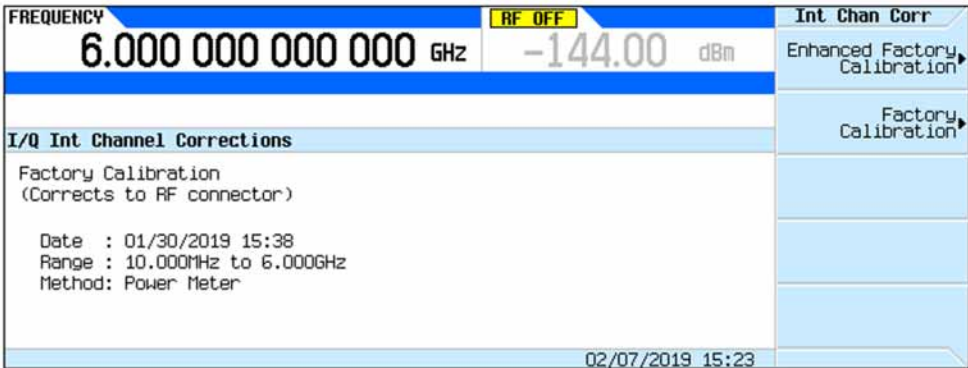 FREQUENCY
6.000 000 000 000 GHz
RF OFF
-144.00 dBm
I/Q Int Channel Corrections
Factory Calibration
(Corrects to RF connector)
Date : 01/30/2019 15:38
Range : 10.000MHz to 6.000GHz
Method: Power Meter
02/07/2019 15:23
Int Chan Corr
Enhanced Factory
Calibration
Factory
Calibration